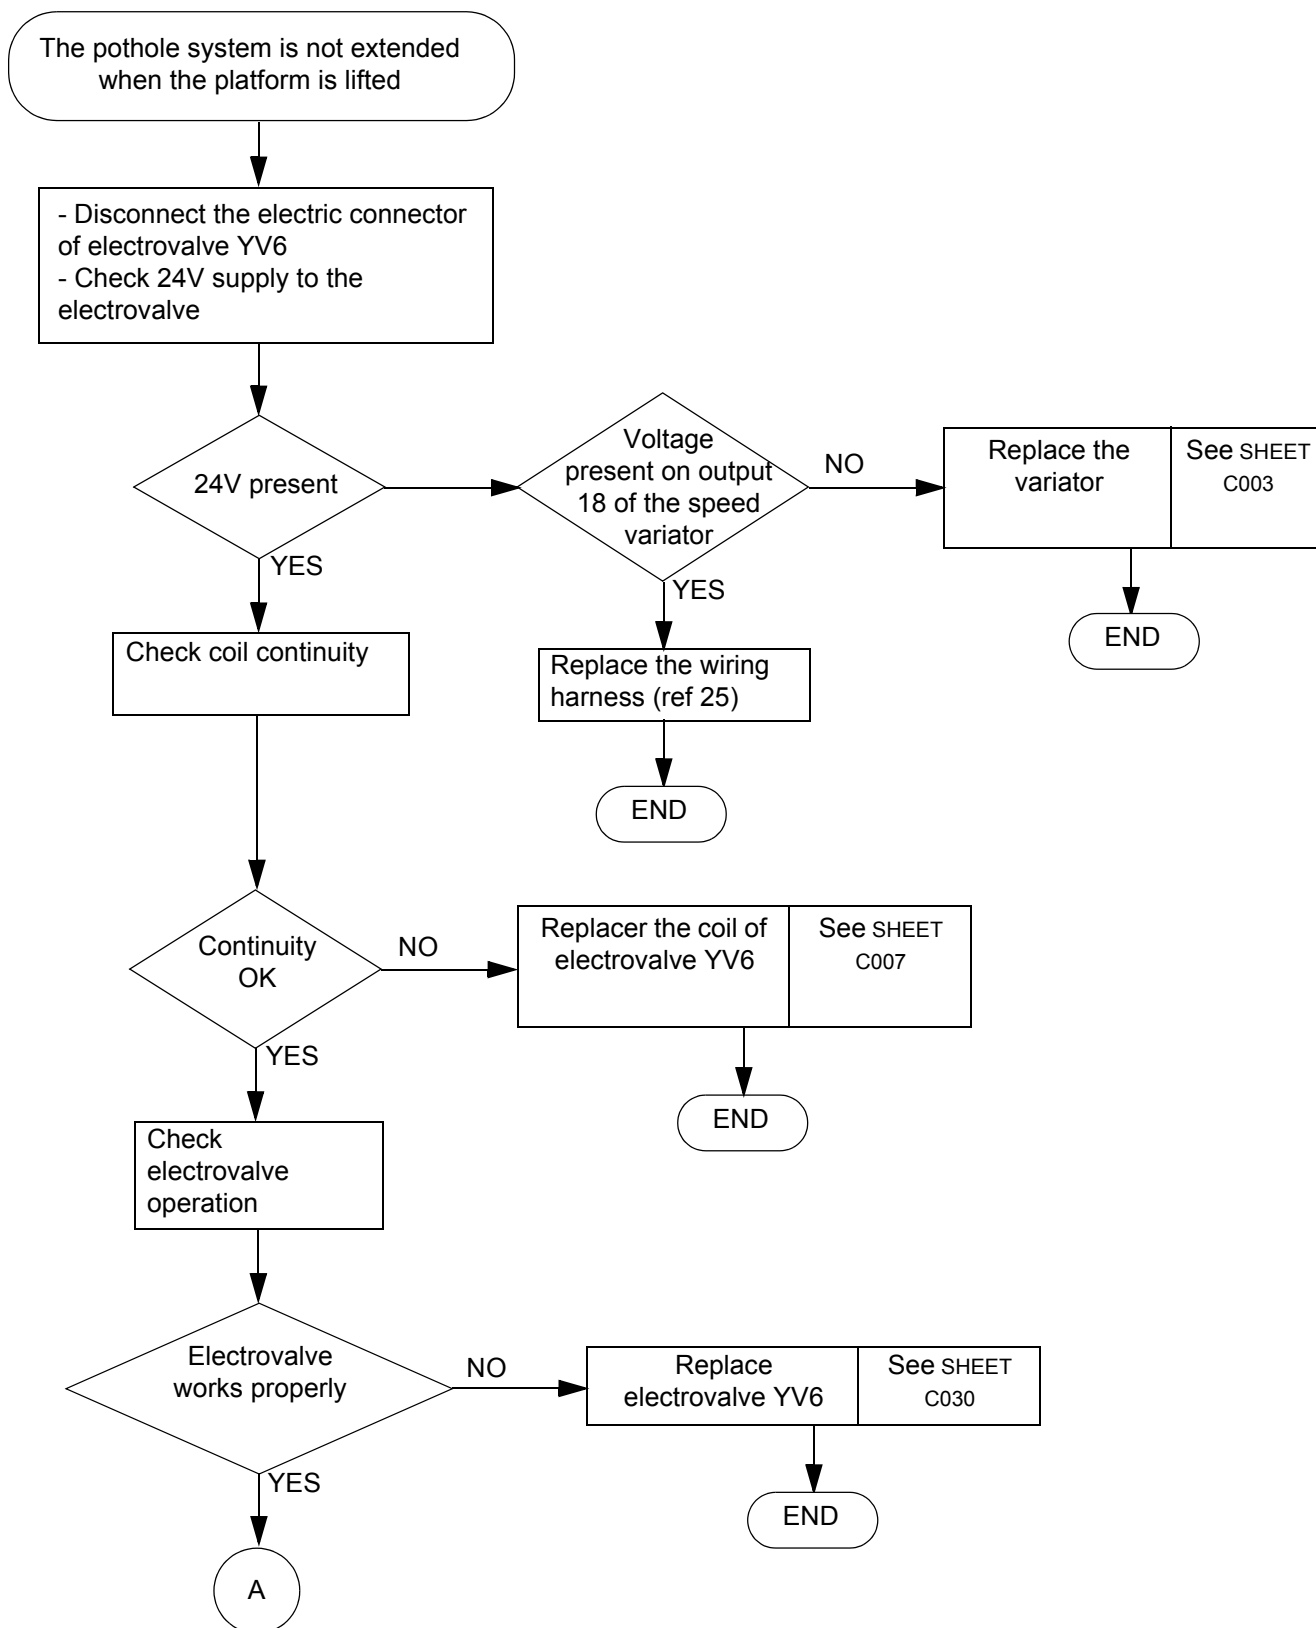 The pothole system is not extended
when the platform is lifted
- Disconnect the electric connector
of electrovalve YV6
- Check 24V supply to the
electrovalve
24V present
YES
Voltage
present on output
18 of the speed
variator
NO
Replace the
variator
See SHEET
C003
END
YES
Replace the wiring
harness (ref 25)
END
Check coil continuity
Continuity
OK
NO
Replacer the coil of
electrovalve YV6
See SHEET
C007
END
YES
Check
electrovalve
operation
Electrovalve
works properly
NO
Replace
electrovalve YV6
See SHEET
C030
END
YES
A